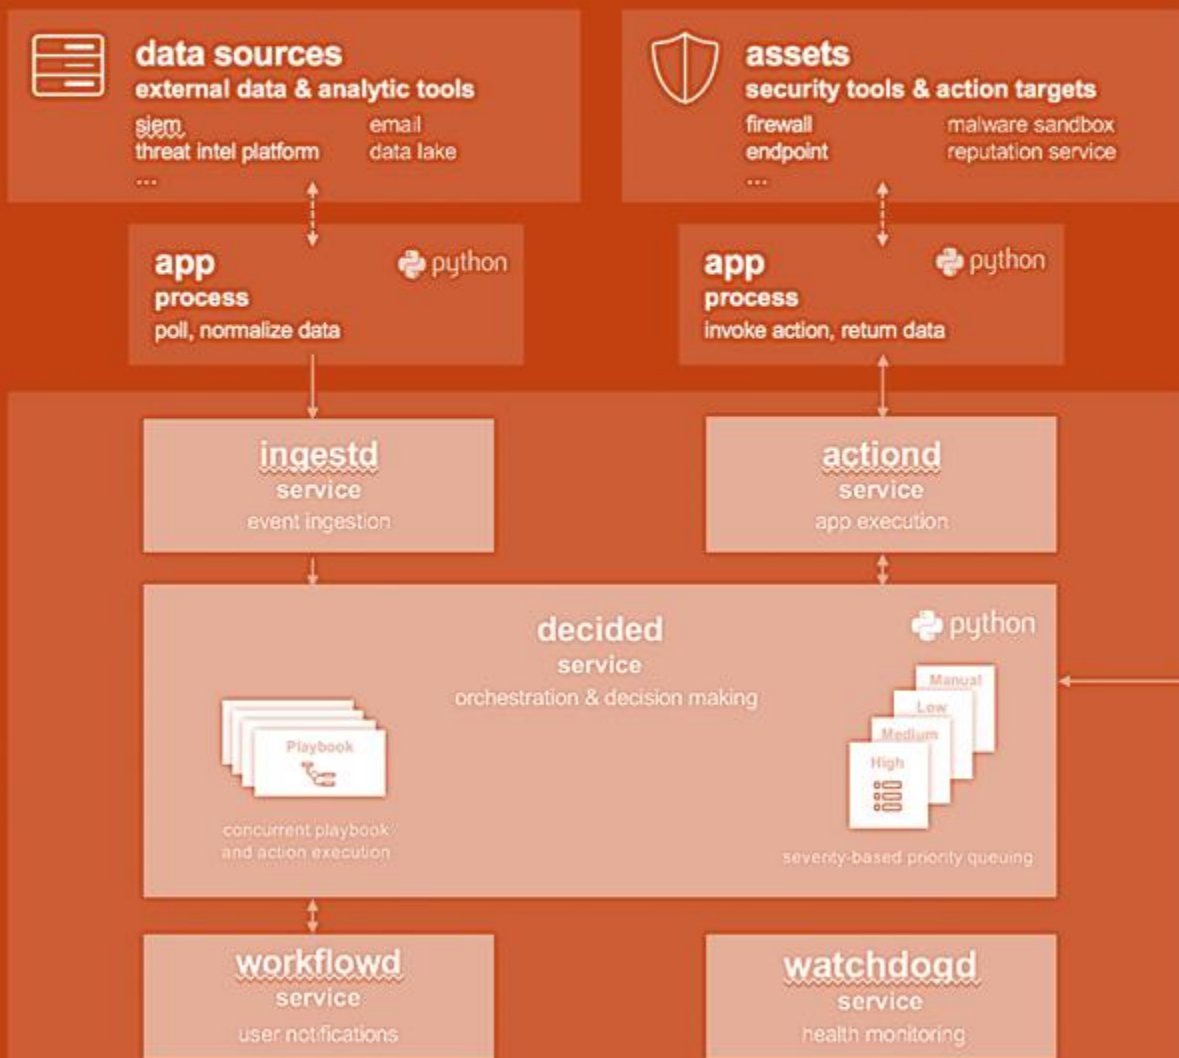 data sources
external data & analytic tools
siem email
threat intel platform data lake
...
assets
security tools & action targets
firewall malware sandbox
endpoint reputation service
...
app python
process
poll, normalize data
app python
process
invoke action, return data
ingestd
service
event ingestion
actiond
service
app execution
decided
service
orchestration & decision making
python
Playbook
concurrent playbook
and action execution
Manual
Low
Medium
High
severity-based priority queuing
workflowd
service
user notifications
watchdogd
service
health monitoring